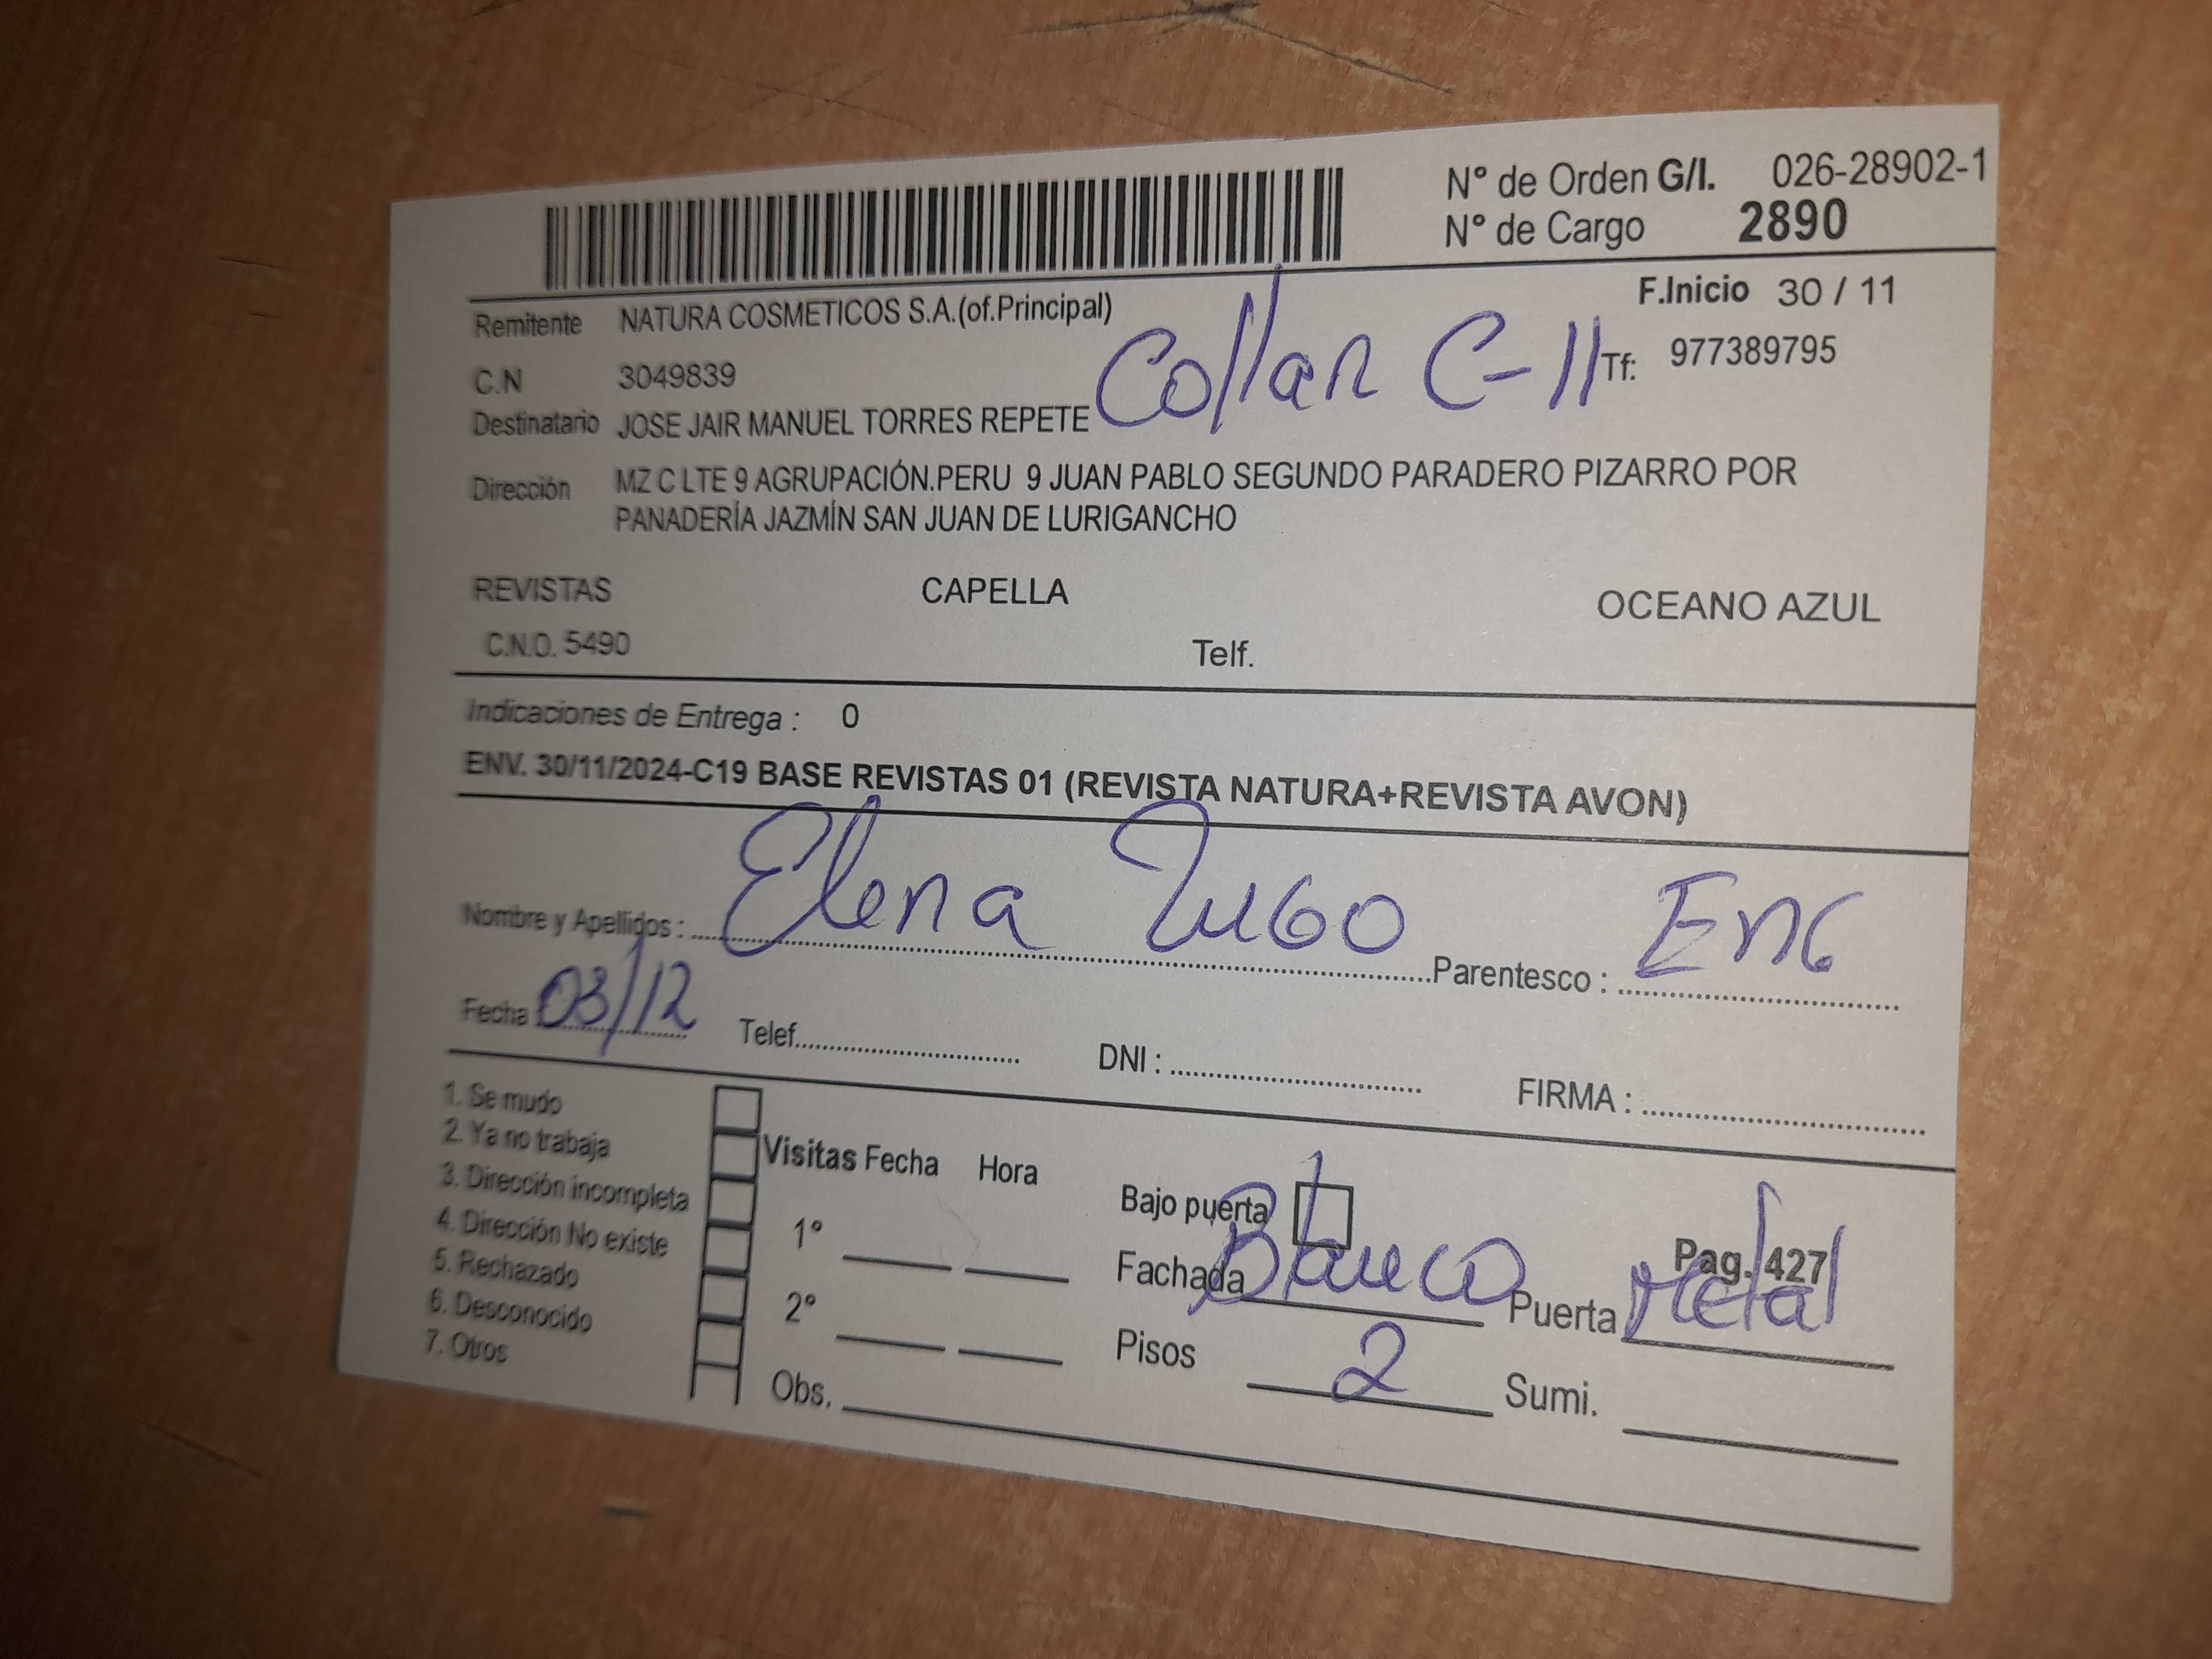 N° de Orden G/I. 026-28902-1
N° de Cargo 2890
F.Inicio 30 / 11
Remitente NATURA COSMETICOS S.A.(of.Principal)
Collar C-11
C.N 3049839 Tf: 977389795
Destinatario JOSE JAIR MANUEL TORRES REPETE
Dirección MZ C LTE 9 AGRUPACIÓN.PERU 9 JUAN PABLO SEGUNDO PARADERO PIZARRO POR
PANADERÍA JAZMÍN SAN JUAN DE LURIGANCHO
REVISTAS CAPELLA OCEANO AZUL
C.N.O. 5490 Telf.
Indicaciones de Entrega : 0
ENV. 30/11/2024-C19 BASE REVISTAS 01 (REVISTA NATURA+REVISTA AVON)
Nombre y Apellidos : Elena Parentesco : Enc
Fecha 03/12 Telef. DNI : FIRMA :
1. Se mudo
2. Ya no trabaja
3. Dirección incompleta
4. Dirección No existe
5. Rechazado
6. Desconocido
7. Otros
Visitas Fecha Hora
1°
2°
Obs.
Bajo puerta
Pag. 427
Fachada Blanco Puerta Metal
Pisos 2 Sumi.